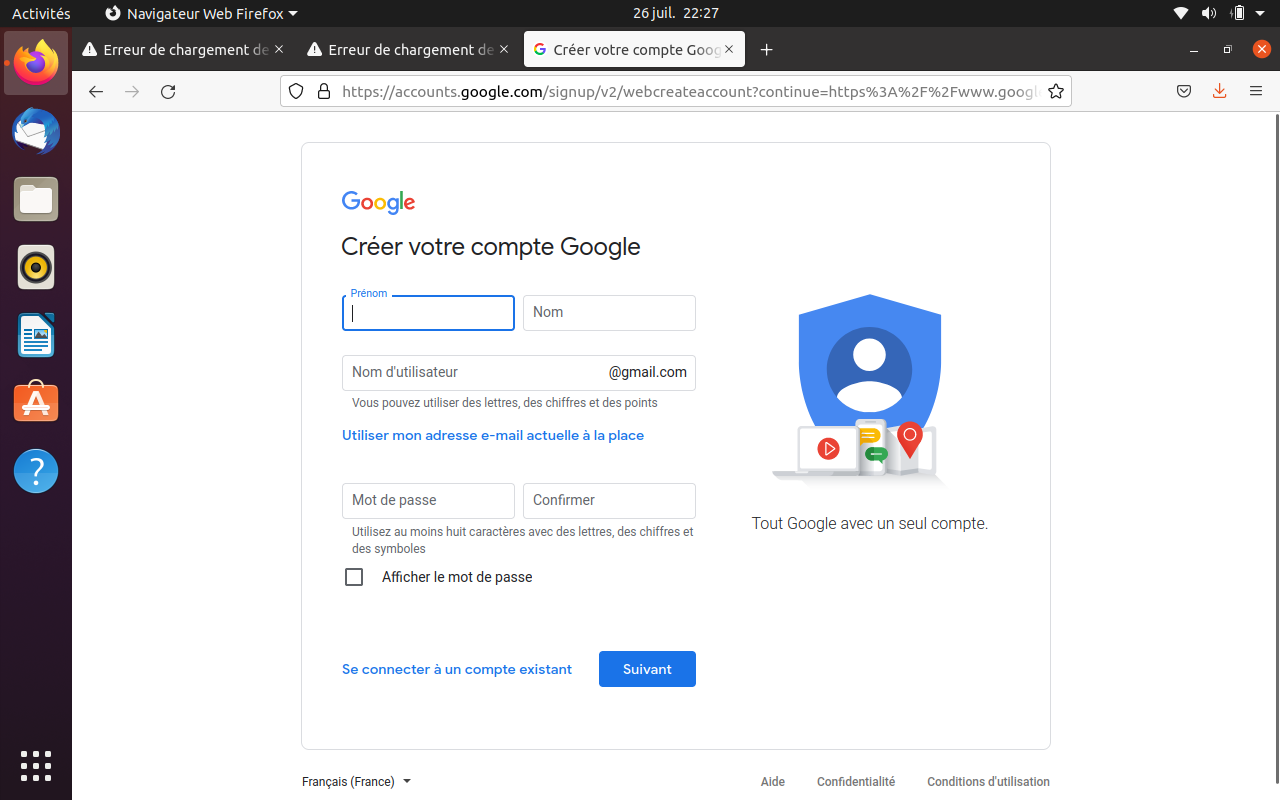 Activités
Navigateur Web Firefox
26 juil. 22:27
Erreur de chargement de
Erreur de chargement de
Créer votre compte Goog
https://accounts.google.com/signup/v2/webcreateaccount?continue=https%3A%2F%2Fwww.google
Google
Créer votre compte Google
Prénom
Nom
Nom d'utilisateur
@gmail.com
Vous pouvez utiliser des lettres, des chiffres et des points
Utiliser mon adresse e-mail actuelle à la place
Mot de passe
Confirmer
Utilisez au moins huit caractères avec des lettres, des chiffres et
des symboles
Afficher le mot de passe
Tout Google avec un seul compte.
Se connecter à un compte existant
Suivant
Français (France)
Aide
Confidentialité
Conditions d'utilisation